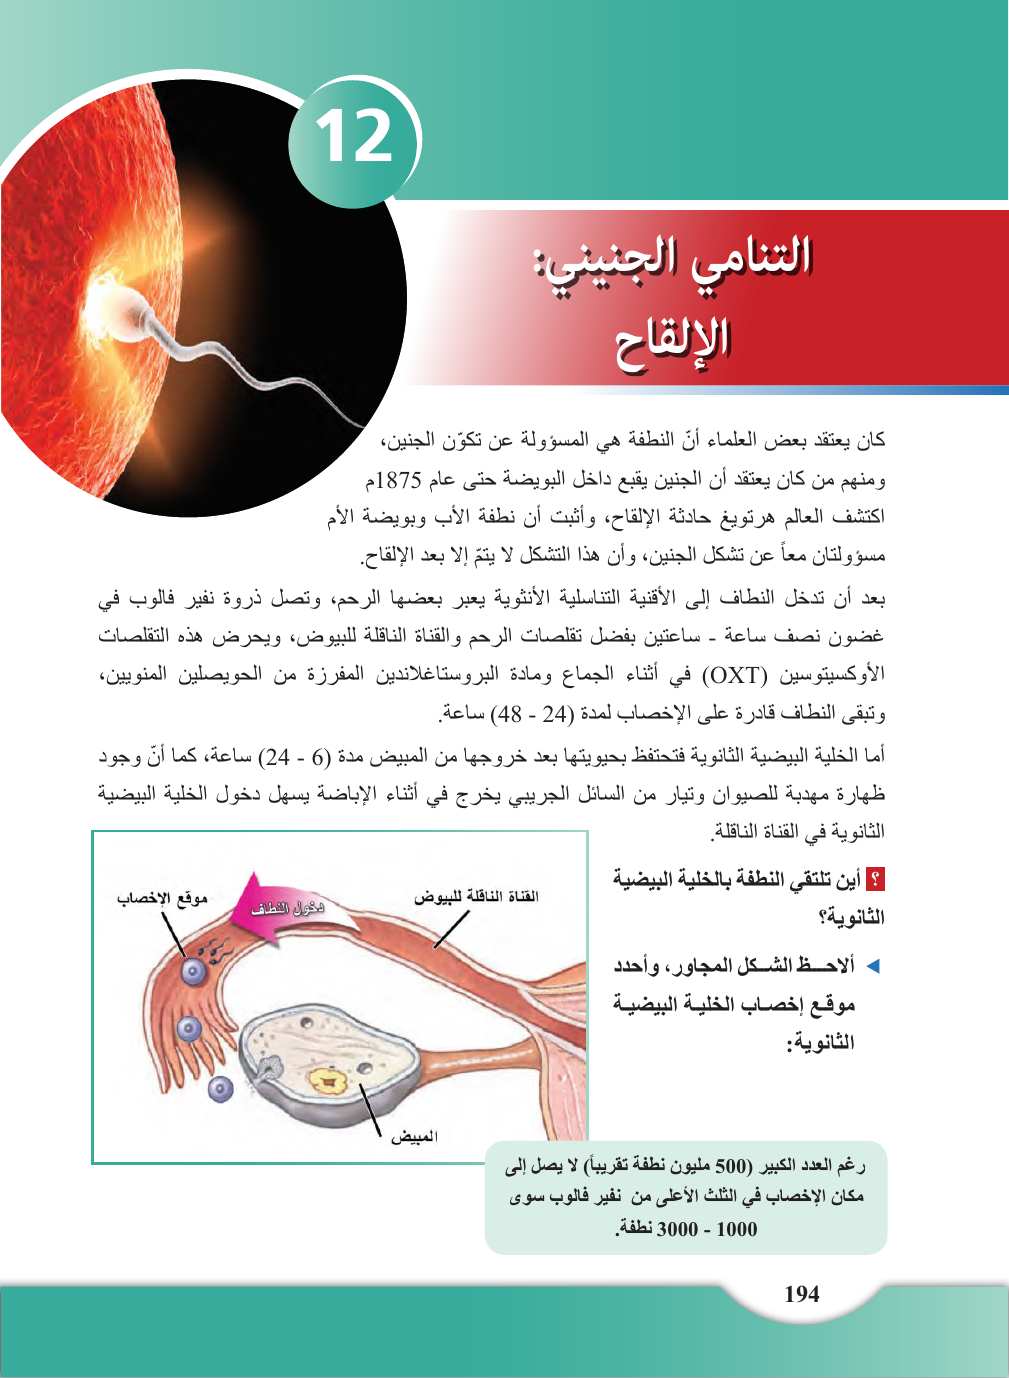 12
التنامي الجنيني:
الإلقاح
كان يعتقد بعض العلماء أنّ النطفة هي المسؤولة عن تكوّن الجنين،
ومنهم من كان يعتقد أن الجنين يقبع داخل البويضة حتى عام 1875م
اكتشف العالم هرتويغ حادثة الإلقاح، وأثبت أن نطفة الأب وبويضة الأم
مسؤولتان معاً عن تشكل الجنين، وأن هذا التشكل لا يتمّ إلا بعد الإلقاح.
بعد أن تدخل النطاف إلى الأقنية التناسلية الأنثوية يعبر بعضها الرحم، وتصل ذروة نفير فالوب في
غضون نصف ساعة - ساعتين بفضل تقلصات الرحم والقناة الناقلة للبيوض، ويحرض هذه التقلصات
الأوكسيتوسين (OXT) في أثناء الجماع ومادة البروستاغلاندين المفرزة من الحويصلين المنويين،
وتبقى النطاف قادرة على الإخصاب لمدة (24 - 48) ساعة.
أما الخلية البيضية الثانوية فتحتفظ بحيويتها بعد خروجها من المبيض مدة (6 - 24) ساعة، كما أنّ وجود
ظهارة مهدبة للصيوان وتيار من السائل الجريبي يخرج في أثناء الإباضة يسهل دخول الخلية البيضية
الثانوية في القناة الناقلة.
؟ أين تلتقي النطفة بالخلية البيضية
الثانوية؟
ألاحـــظ الشــكل المجاور، وأحدد
موقـع إخصـاب الخليـة البيضيـة
الثانوية:
موقع الإخصاب
دخول النطاف
القناة الناقلة للبيوض
المبيض
رغم العدد الكبير (500 مليون نطفة تقريباً) لا يصل إلى
مكان الإخصاب في الثلث الأعلى من نفير فالوب سوى
1000 - 3000 نطفة.
194